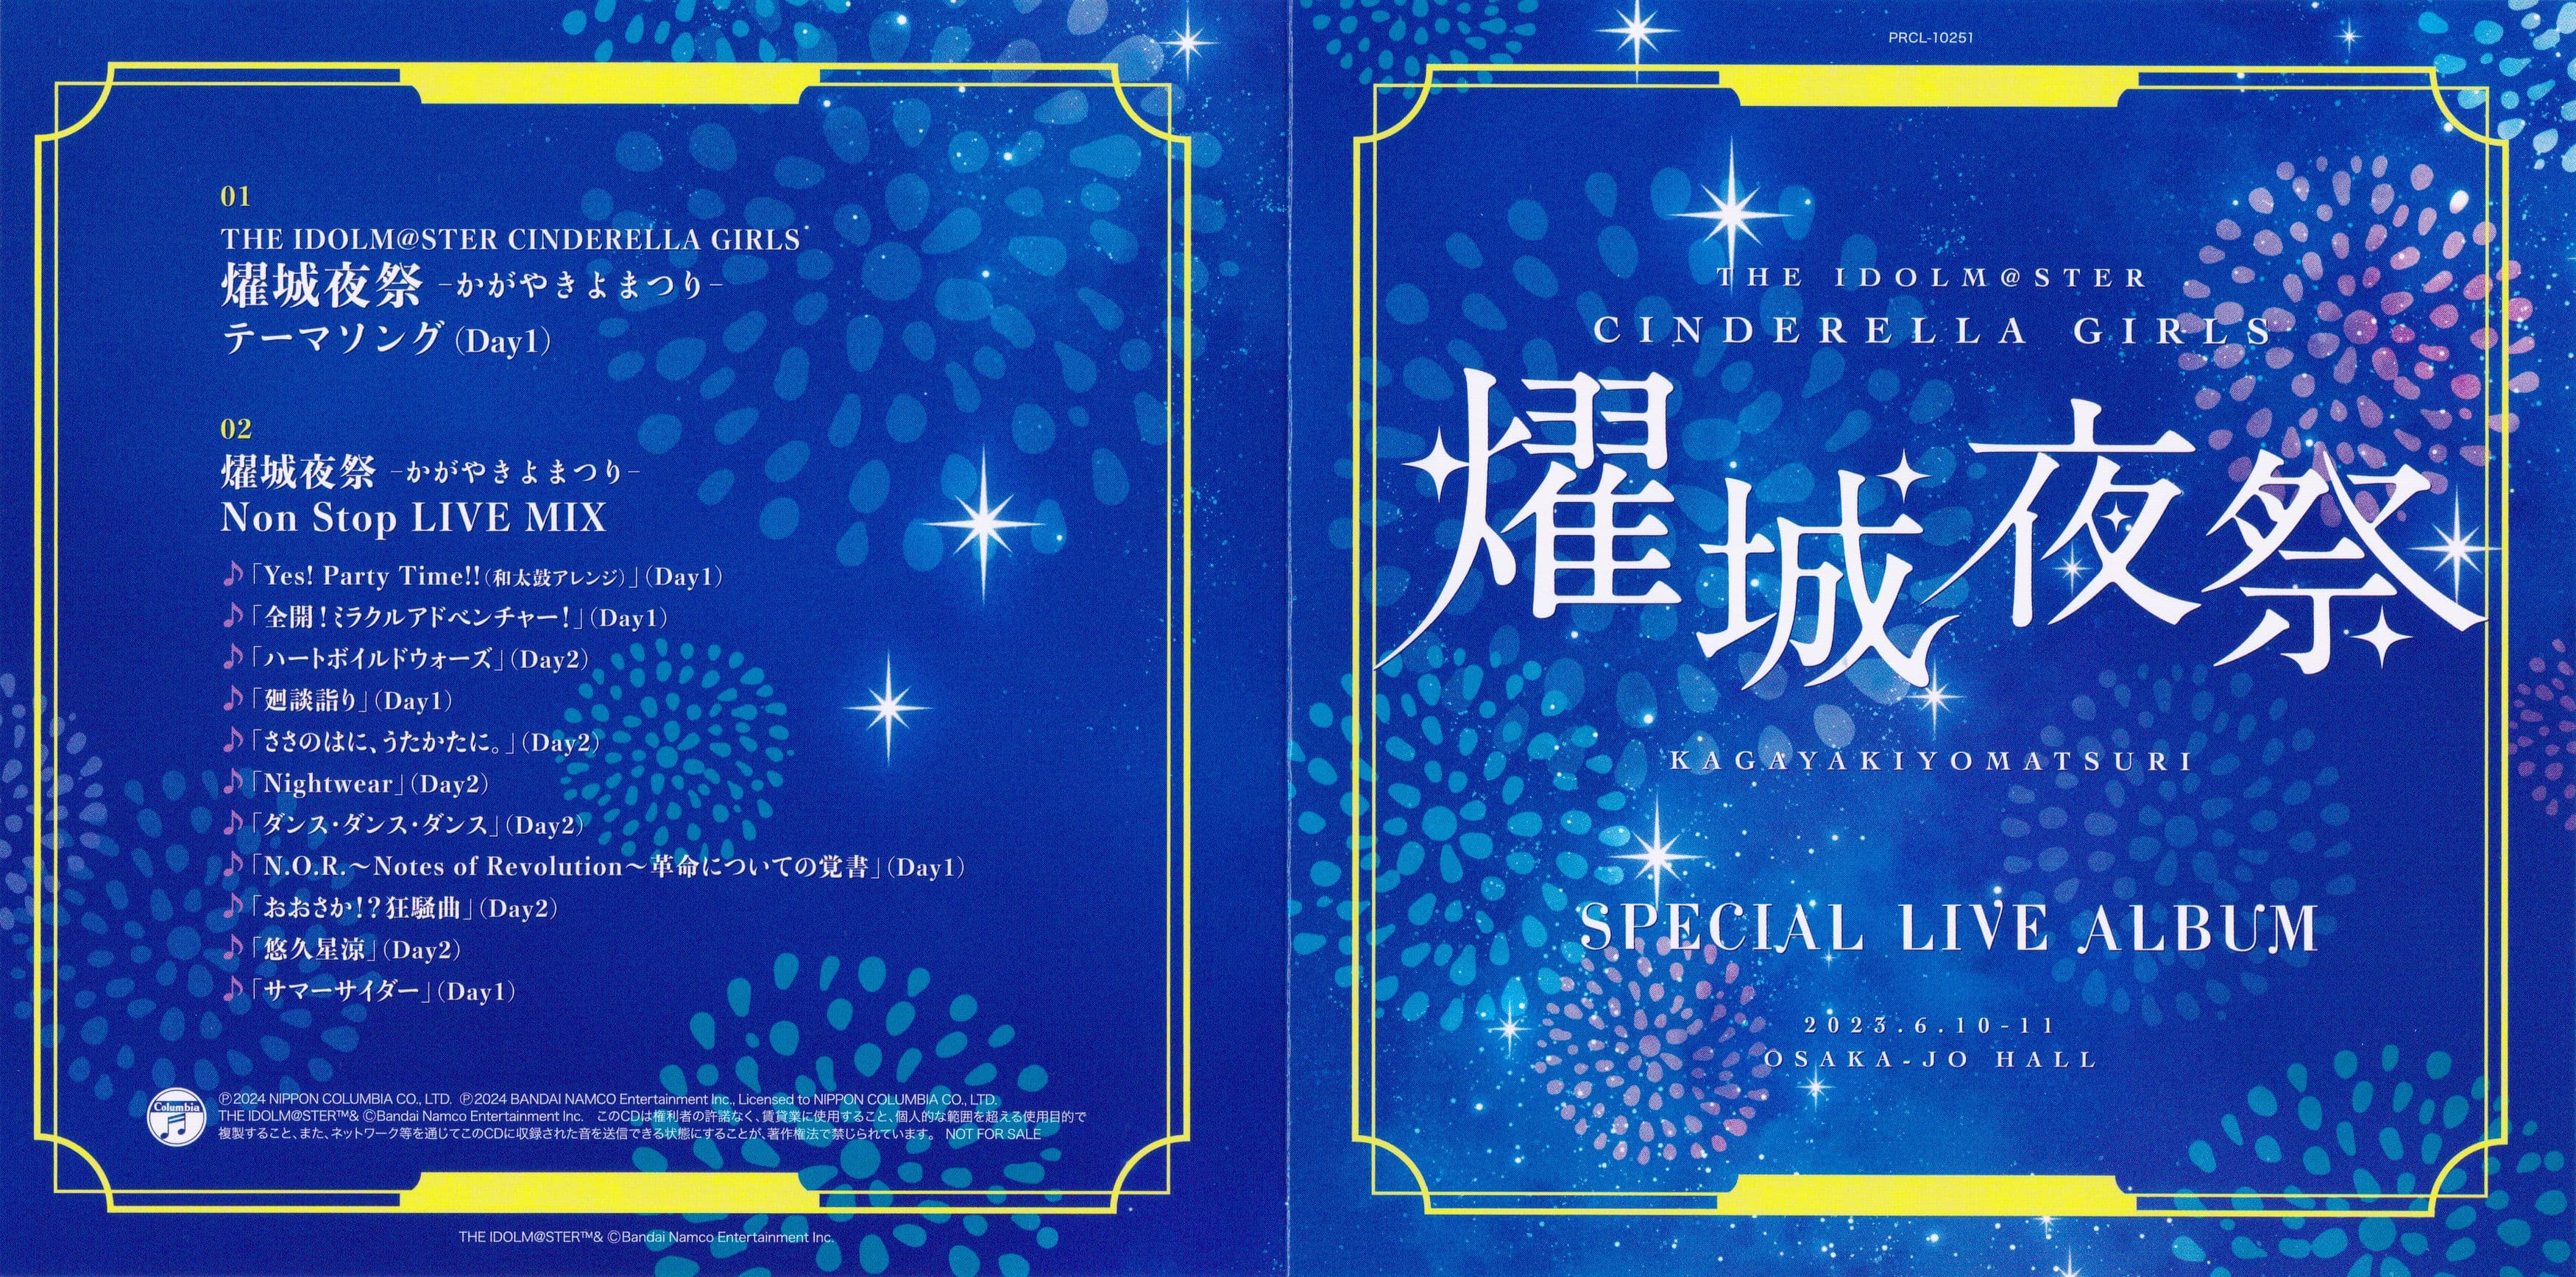 01
THE IDOLM@STER CINDERELLA GIRLS
燿城夜祭 -かがやきよまつり-
テーマソング(Day1)
02
燿城夜祭 -かがやきよまつり-
Non Stop LIVE MIX
♪「Yes! Party Time!!(和太鼓アレンジ)」(Day1)
♪「全開!ミラクルアドベンチャー!」(Day1)
♪「ハートボイルドウォーズ」(Day2)
♪「廻談詣り」(Day1)
♪「ささのはに、うたかたに。」(Day2)
♪「Nightwear」(Day2)
♪「ダンス・ダンス・ダンス」(Day2)
♪「N.O.R.～Notes of Revolution～革命についての覚書」(Day1)
♪「おおさか!?狂騒曲」(Day2)
♪「悠久星涼」(Day2)
♪「サマーサイダー」(Day1)
Columbia
Ⓟ2024 NIPPON COLUMBIA CO., LTD. Ⓟ2024 BANDAI NAMCO Entertainment Inc., Licensed to NIPPON COLUMBIA CO., LTD.
THE IDOLM@STER™& ©Bandai Namco Entertainment Inc. このCDは権利者の許諾なく、賃貸業に使用すること、個人的な範囲を超える使用目的で
複製すること、また、ネットワーク等を通じてこのCDに収録された音を送信できる状態にすることが、著作権法で禁じられています。 NOT FOR SALE
THE IDOLM@STER™& ©Bandai Namco Entertainment Inc.
PRCL-10251
THE IDOLM@STER
CINDERELLA GIRLS
燿城夜祭
KAGAYAKIYOMATSURI
SPECIAL LIVE ALBUM
2023.6.10-11
OSAKA-JO HALL